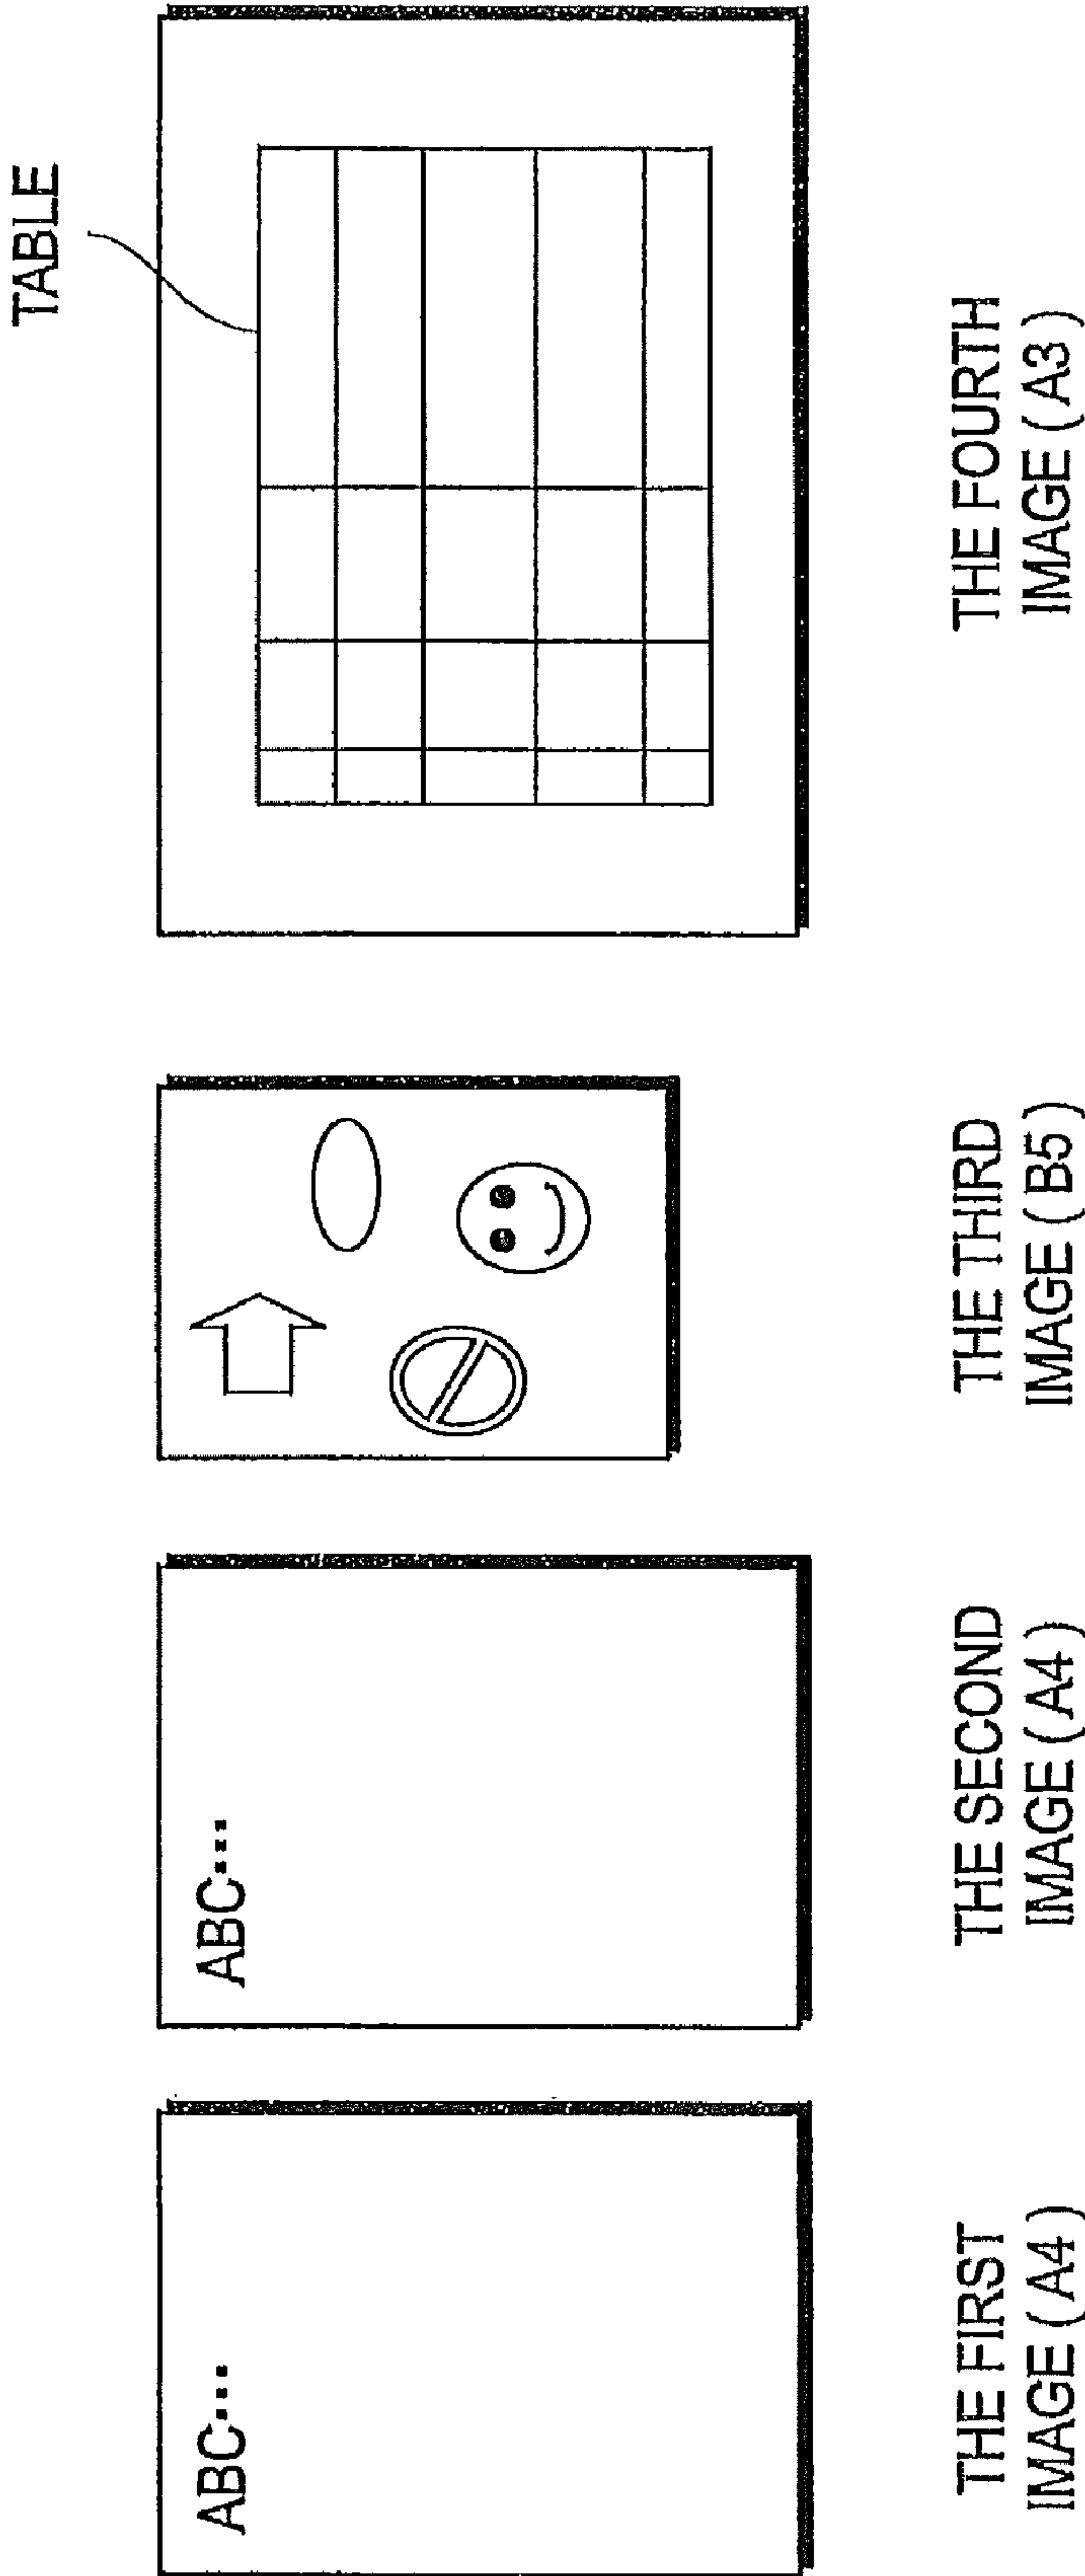 TABLE
ABC···
ABC···
THE FIRST
IMAGE ( A4 )
THE SECOND
IMAGE ( A4 )
THE THIRD
IMAGE ( B5 )
THE FOURTH
IMAGE ( A3 )